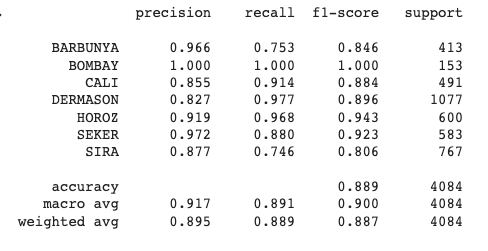 precision recall f1-score support
BARBUNYA 0.966 0.753 0.846 413
BOMBAY 1.000 1.000 1.000 153
CALI 0.855 0.914 0.884 491
DERMASON 0.827 0.977 0.896 1077
HOROZ 0.919 0.968 0.943 600
SEKER 0.972 0.880 0.923 583
SIRA 0.877 0.746 0.806 767
accuracy 0.889 4084
macro avg 0.917 0.891 0.900 4084
weighted avg 0.895 0.889 0.887 4084